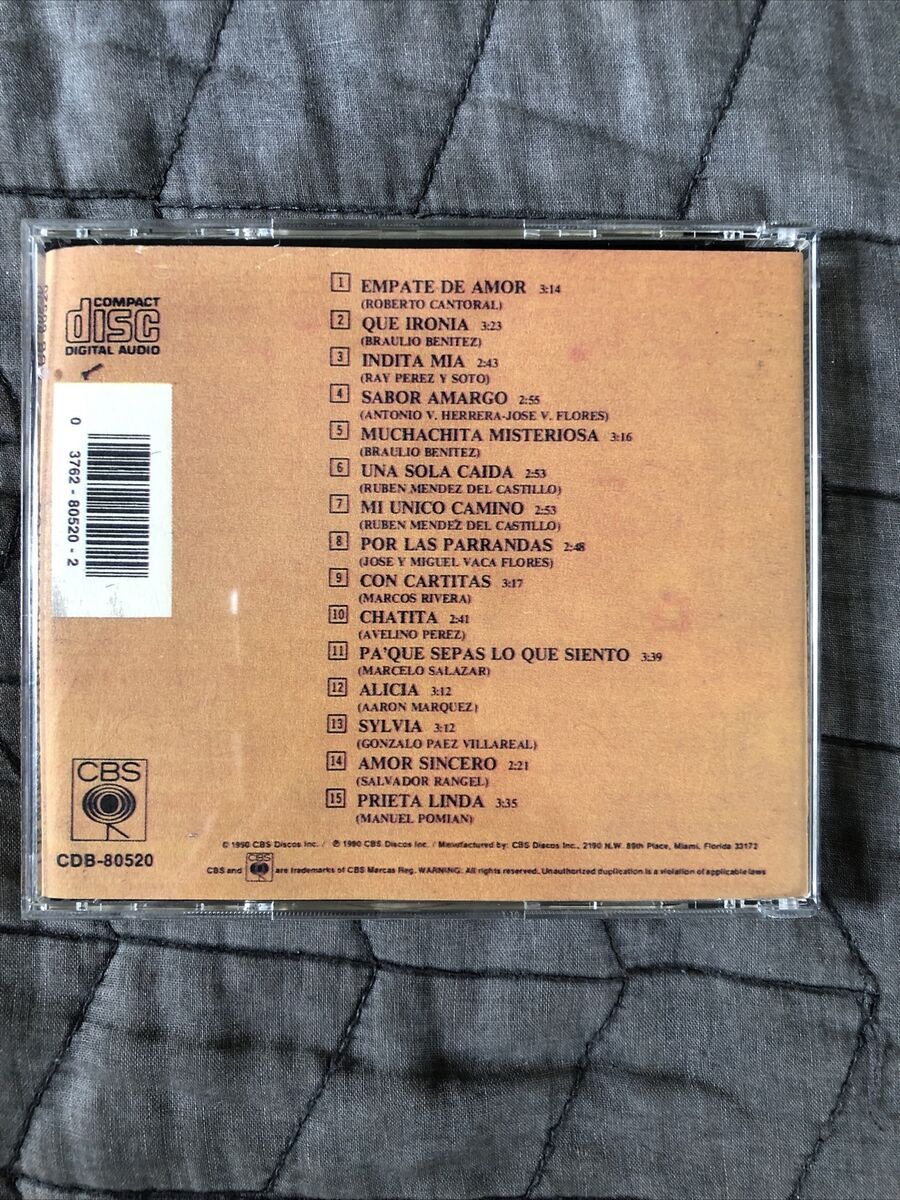 COMPACT
disc
DIGITAL AUDIO
0 3762 - 80520 - 2
1 EMPATE DE AMOR 3:14
(ROBERTO CANTORAL)
2 QUE IRONIA 3:23
(BRAULIO BENITEZ)
3 INDITA MIA 2:43
(RAY PEREZ Y SOTO)
4 SABOR AMARGO 2:55
(ANTONIO V. HERRERA-JOSE V. FLORES)
5 MUCHACHITA MISTERIOSA 3:16
(BRAULIO BENITEZ)
6 UNA SOLA CAIDA 2:53
(RUBEN MENDEZ DEL CASTILLO)
7 MI UNICO CAMINO 2:53
(RUBEN MENDEZ DEL CASTILLO)
8 POR LAS PARRANDAS 2:48
(JOSE Y MIGUEL VACA FLORES)
9 CON CARTITAS 3:17
(MARCOS RIVERA)
10 CHATITA 2:41
(AVELINO PEREZ)
11 PA'QUE SEPAS LO QUE SIENTO 3:39
(MARCELO SALAZAR)
12 ALICIA 3:12
(AARON MARQUEZ)
13 SYLVIA 3:12
(GONZALO PAEZ VILLAREAL)
14 AMOR SINCERO 2:21
(SALVADOR RANGEL)
15 PRIETA LINDA 3:35
(MANUEL POMIAN)
CBS
CDB-80520
© 1990 CBS Discos Inc. / ℗ 1990 CBS Discos Inc. / Manufactured by: CBS Discos Inc., 2190 N.W. 89th Place, Miami, Florida 33172
CBS and CBS are trademarks of CBS Marcas Reg. WARNING: All rights reserved. Unauthorized duplication is a violation of applicable laws